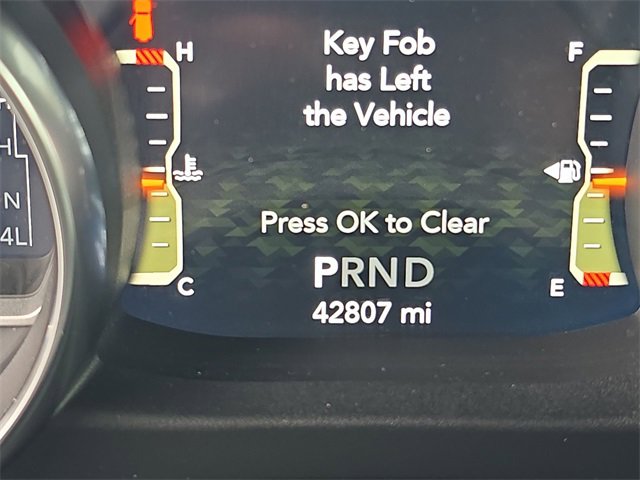 H
Key Fob
has Left
the Vehicle
F
H
N
4L
Press OK to Clear
PRND
C
E
42807 mi